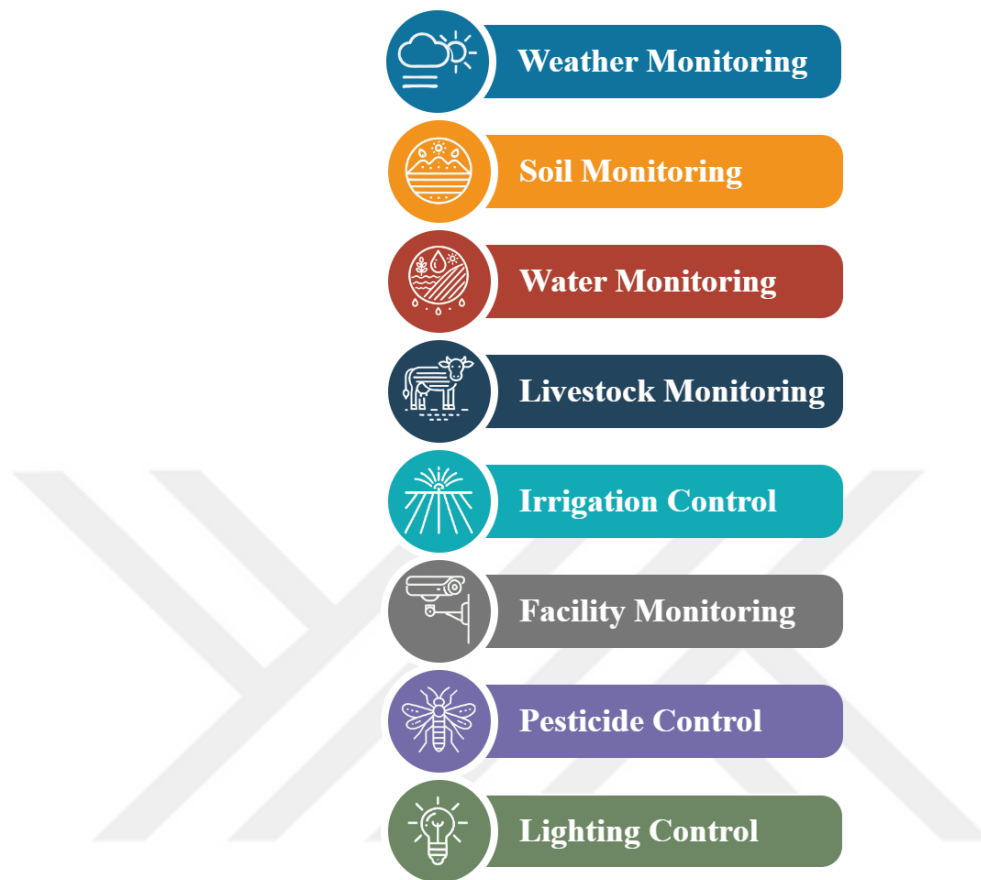 Weather Monitoring
Soil Monitoring
Water Monitoring
Livestock Monitoring
Irrigation Control
Facility Monitoring
Pesticide Control
Lighting Control